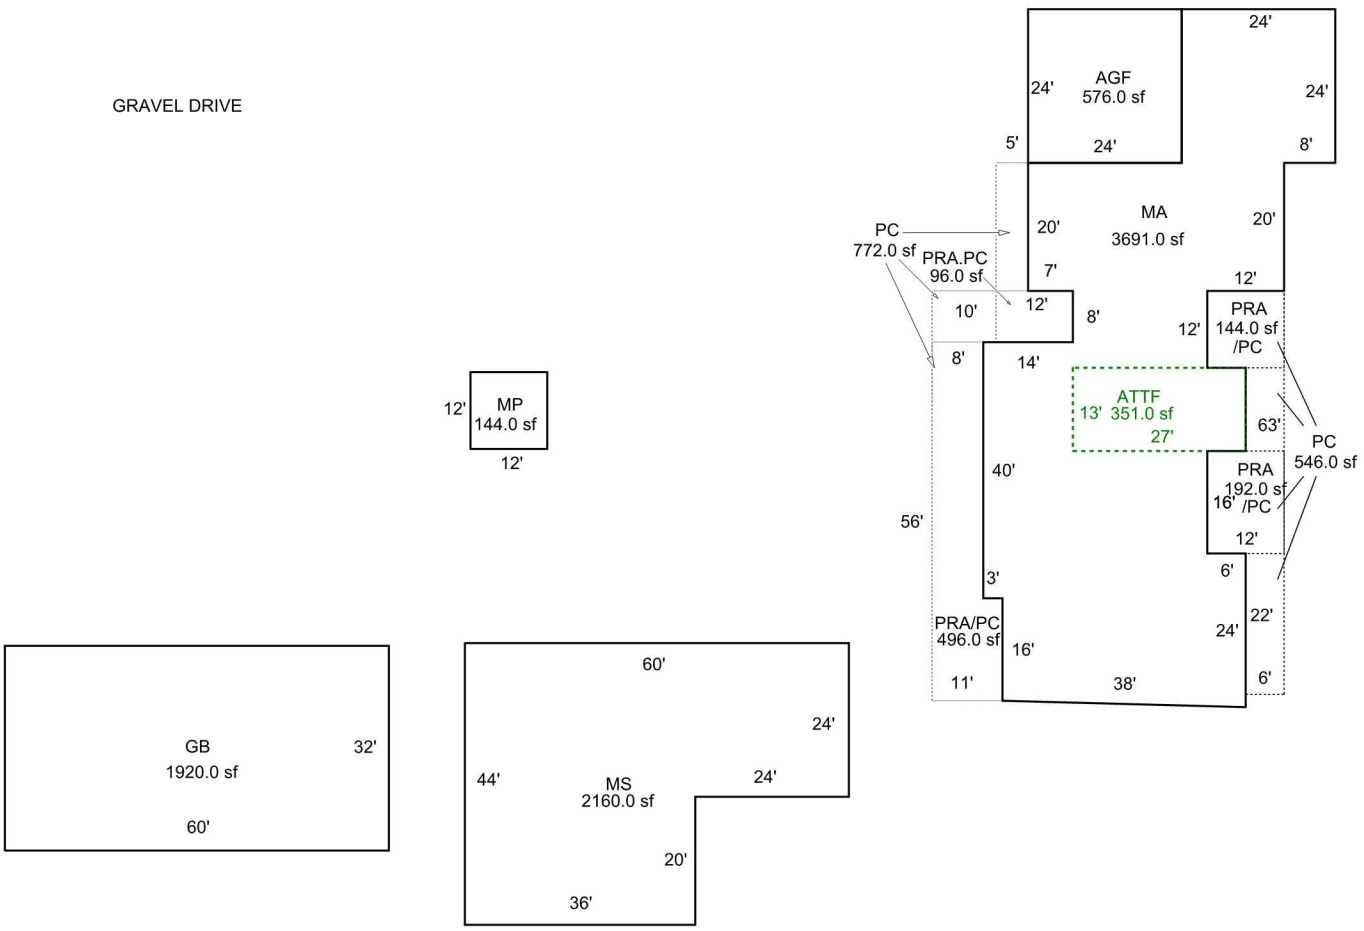 24'
AGF
576.0 sf
24'
24'
GRAVEL DRIVE
5'
24'
8'
MA
3691.0 sf
20'
20'
PC
772.0 sf
PRA.PC
96.0 sf
7'
12'
12'
10'
8'
12'
PRA
144.0 sf
/PC
8'
14'
12'
MP
144.0 sf
12'
ATTF
13' 351.0 sf
27'
63'
PC
546.0 sf
40'
PRA
192.0 sf
16'
/PC
12'
56'
6'
3'
PRA/PC
496.0 sf
16'
24'
22'
11'
38'
6'
60'
24'
GB
1920.0 sf
32'
60'
44'
24'
MS
2160.0 sf
20'
36'